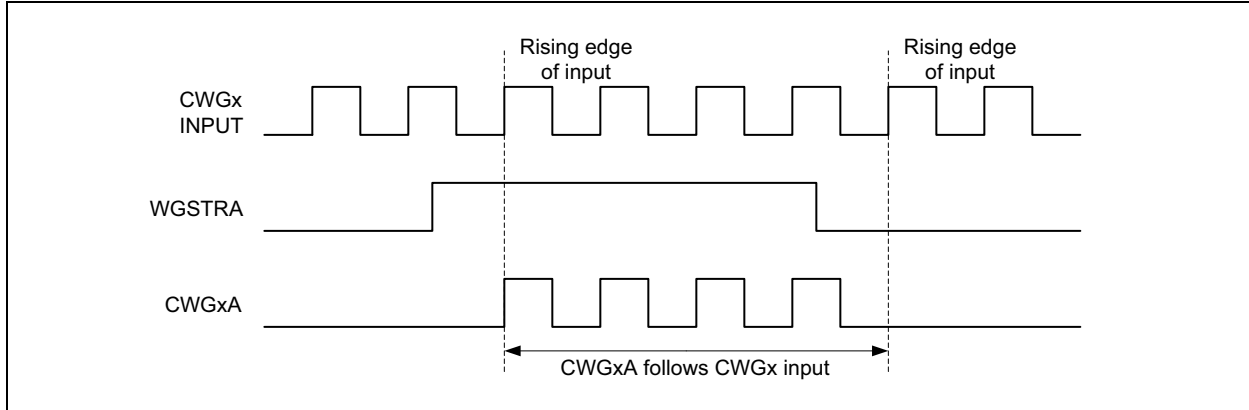 Rising edge
of input
Rising edge
of input
CWGx
INPUT
WGSTRA
CWGxA
CWGxA follows CWGx input